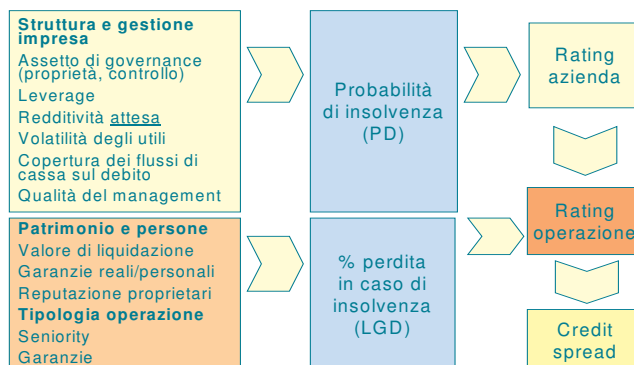 Struttura e gestione
impresa
Assetto di governance
(proprietà, controllo)
Leverage
Redditività attesa
Volatilità degli utili
Copertura dei flussi di
cassa sul debito
Qualità del management
Probabilità
di insolvenza
(PD)
Rating
azienda
Patrimonio e persone
Valore di liquidazione
Garanzie reali/personali
Reputazione proprietari
Tipologia operazione
Seniority
Garanzie
% perdita
in caso di
insolvenza
(LGD)
Rating
operazione
Credit
spread